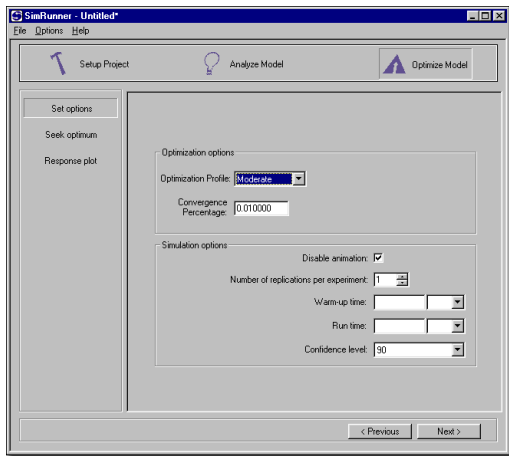 SimRunner - Untitled*
File Options Help
Setup Project
Analyze Model
Optimize Model
Set options
Seek optimum
Response plot
Optimization options
Optimization Profile: Moderate
Convergence
Percentage: 0.010000
Simulation options
Disable animation:
Number of replications per experiment: 1
Warm-up time:
Run time:
Confidence level: 90
< Previous
Next >